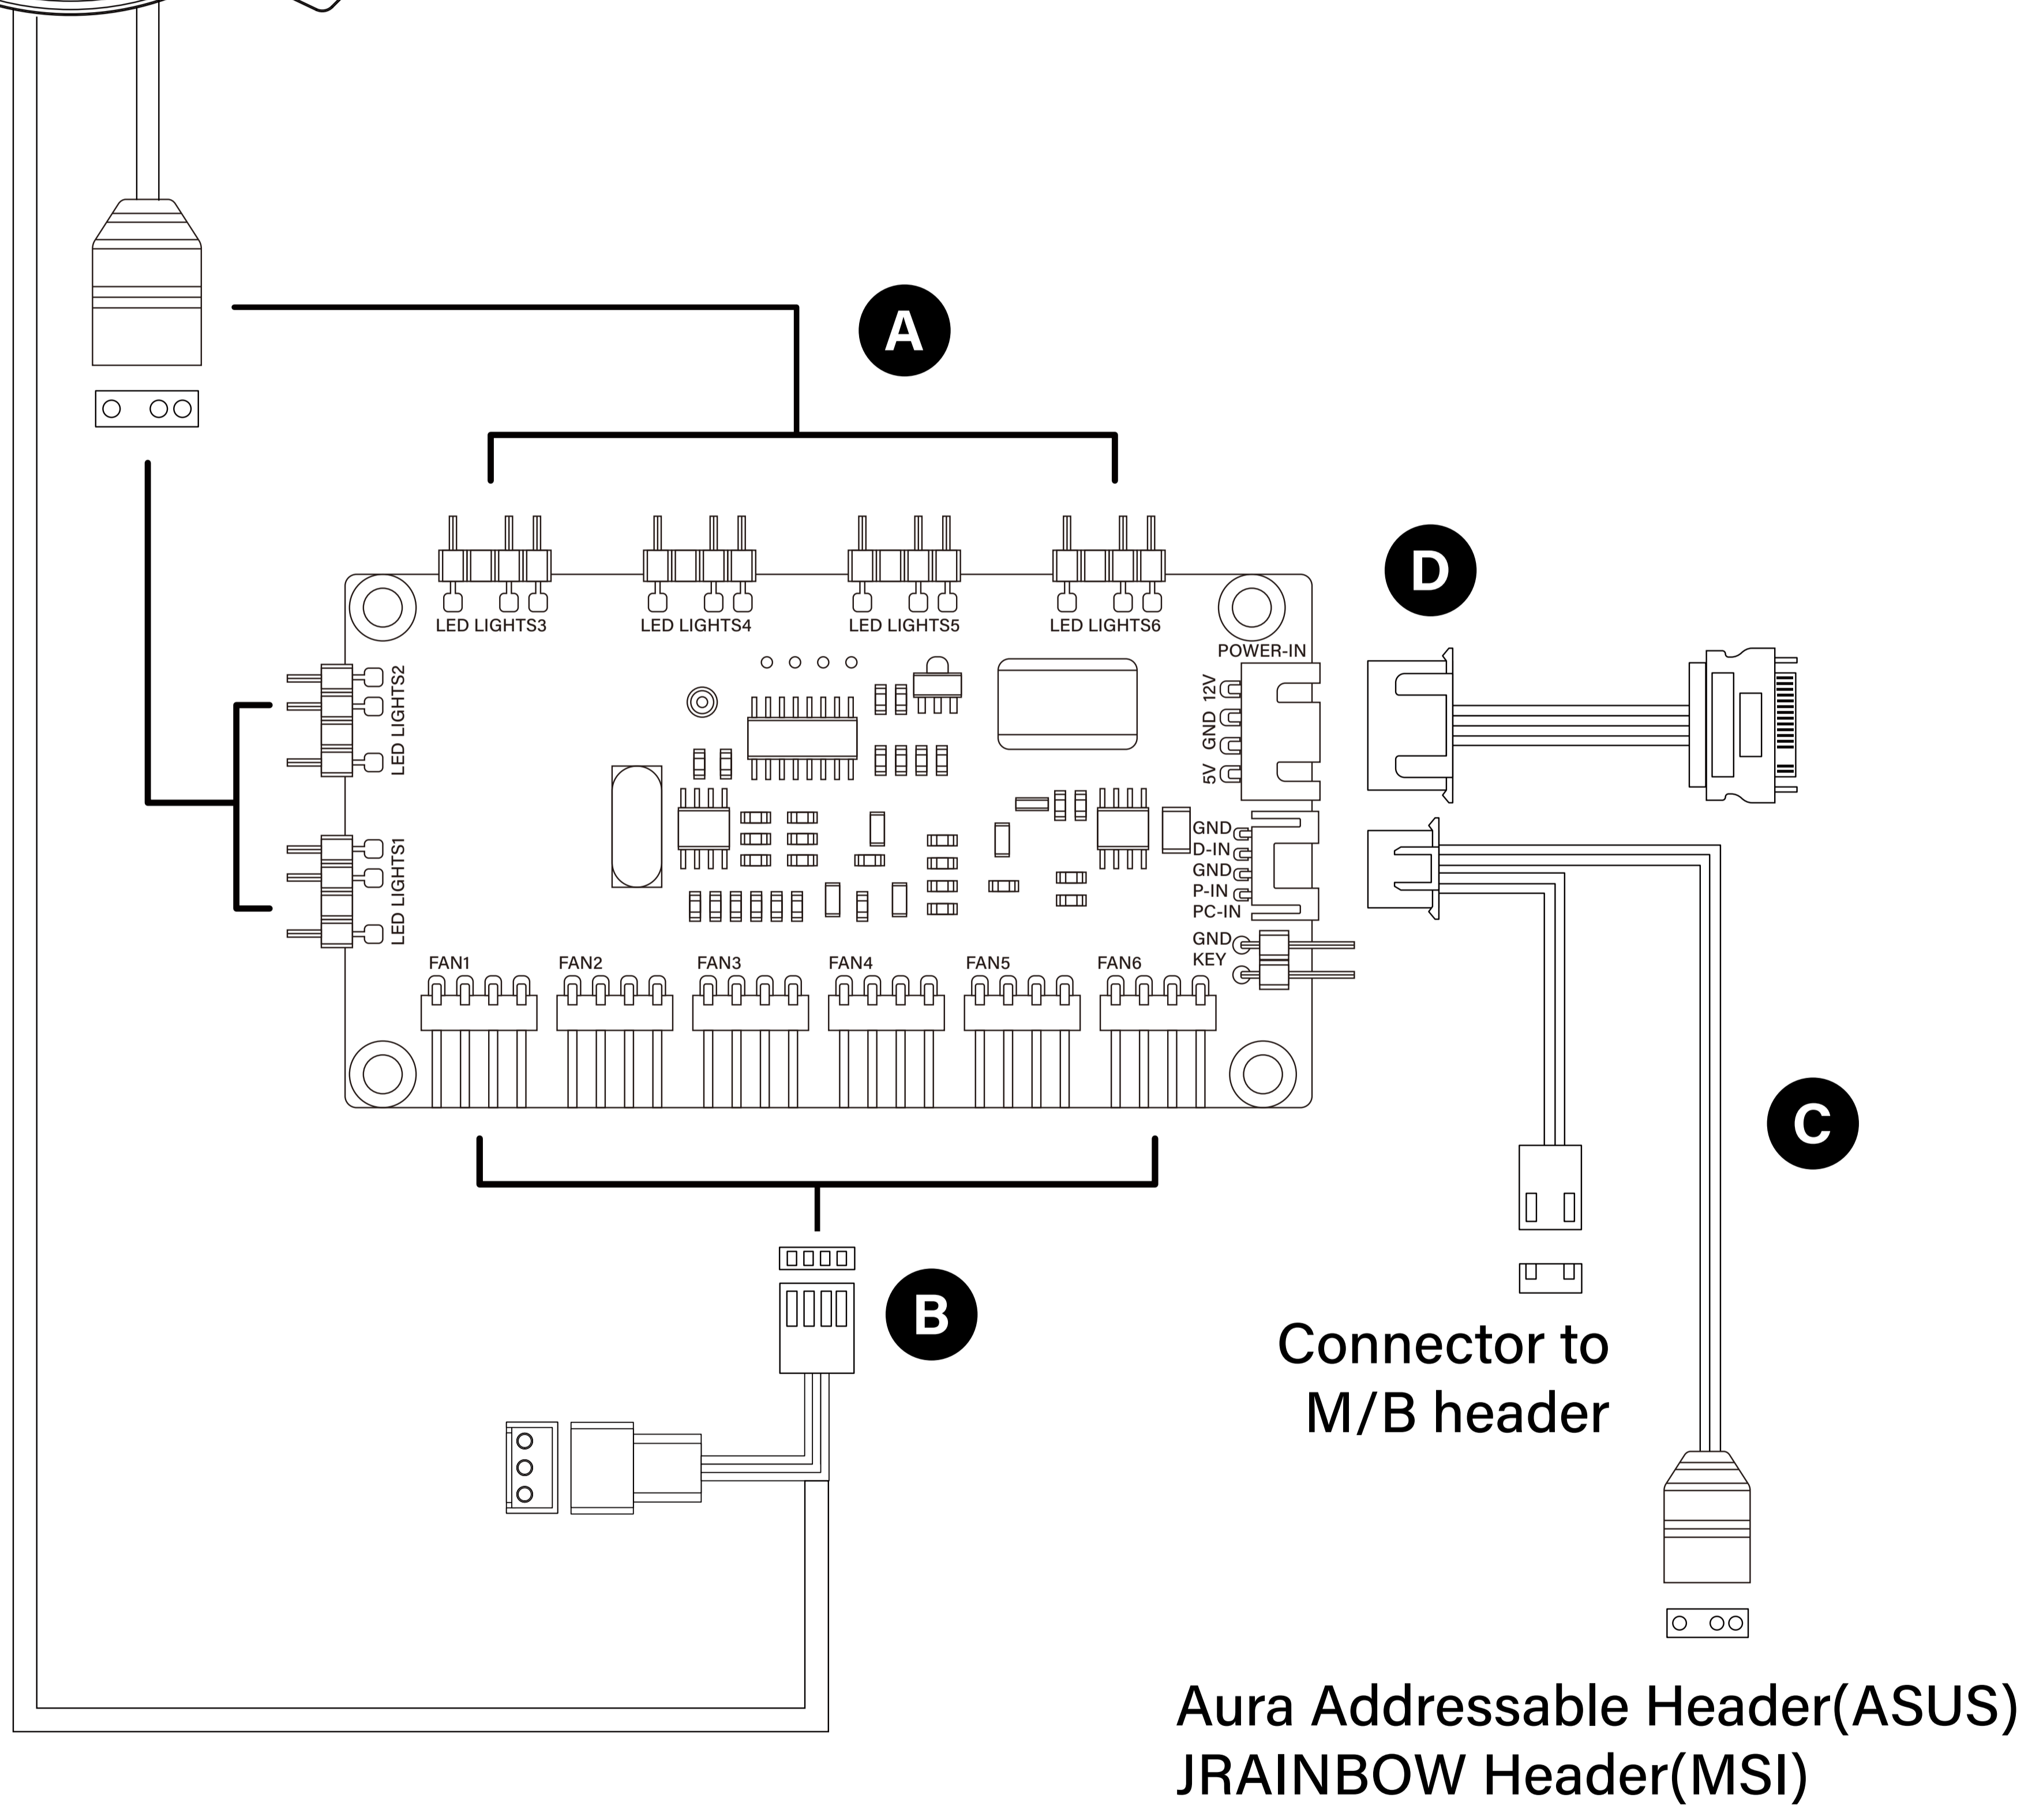 A
D
LED LIGHTS3
LED LIGHTS4
LED LIGHTS5
LED LIGHTS6
POWER-IN
LED LIGHTS2
12V
GND
5V
LED LIGHTS1
GND
D-IN
GND
P-IN
PC-IN
GND
KEY
FAN1
FAN2
FAN3
FAN4
FAN5
FAN6
C
B
Connector to
M/B header
Aura Addressable Header(ASUS)
JRAINBOW Header(MSI)